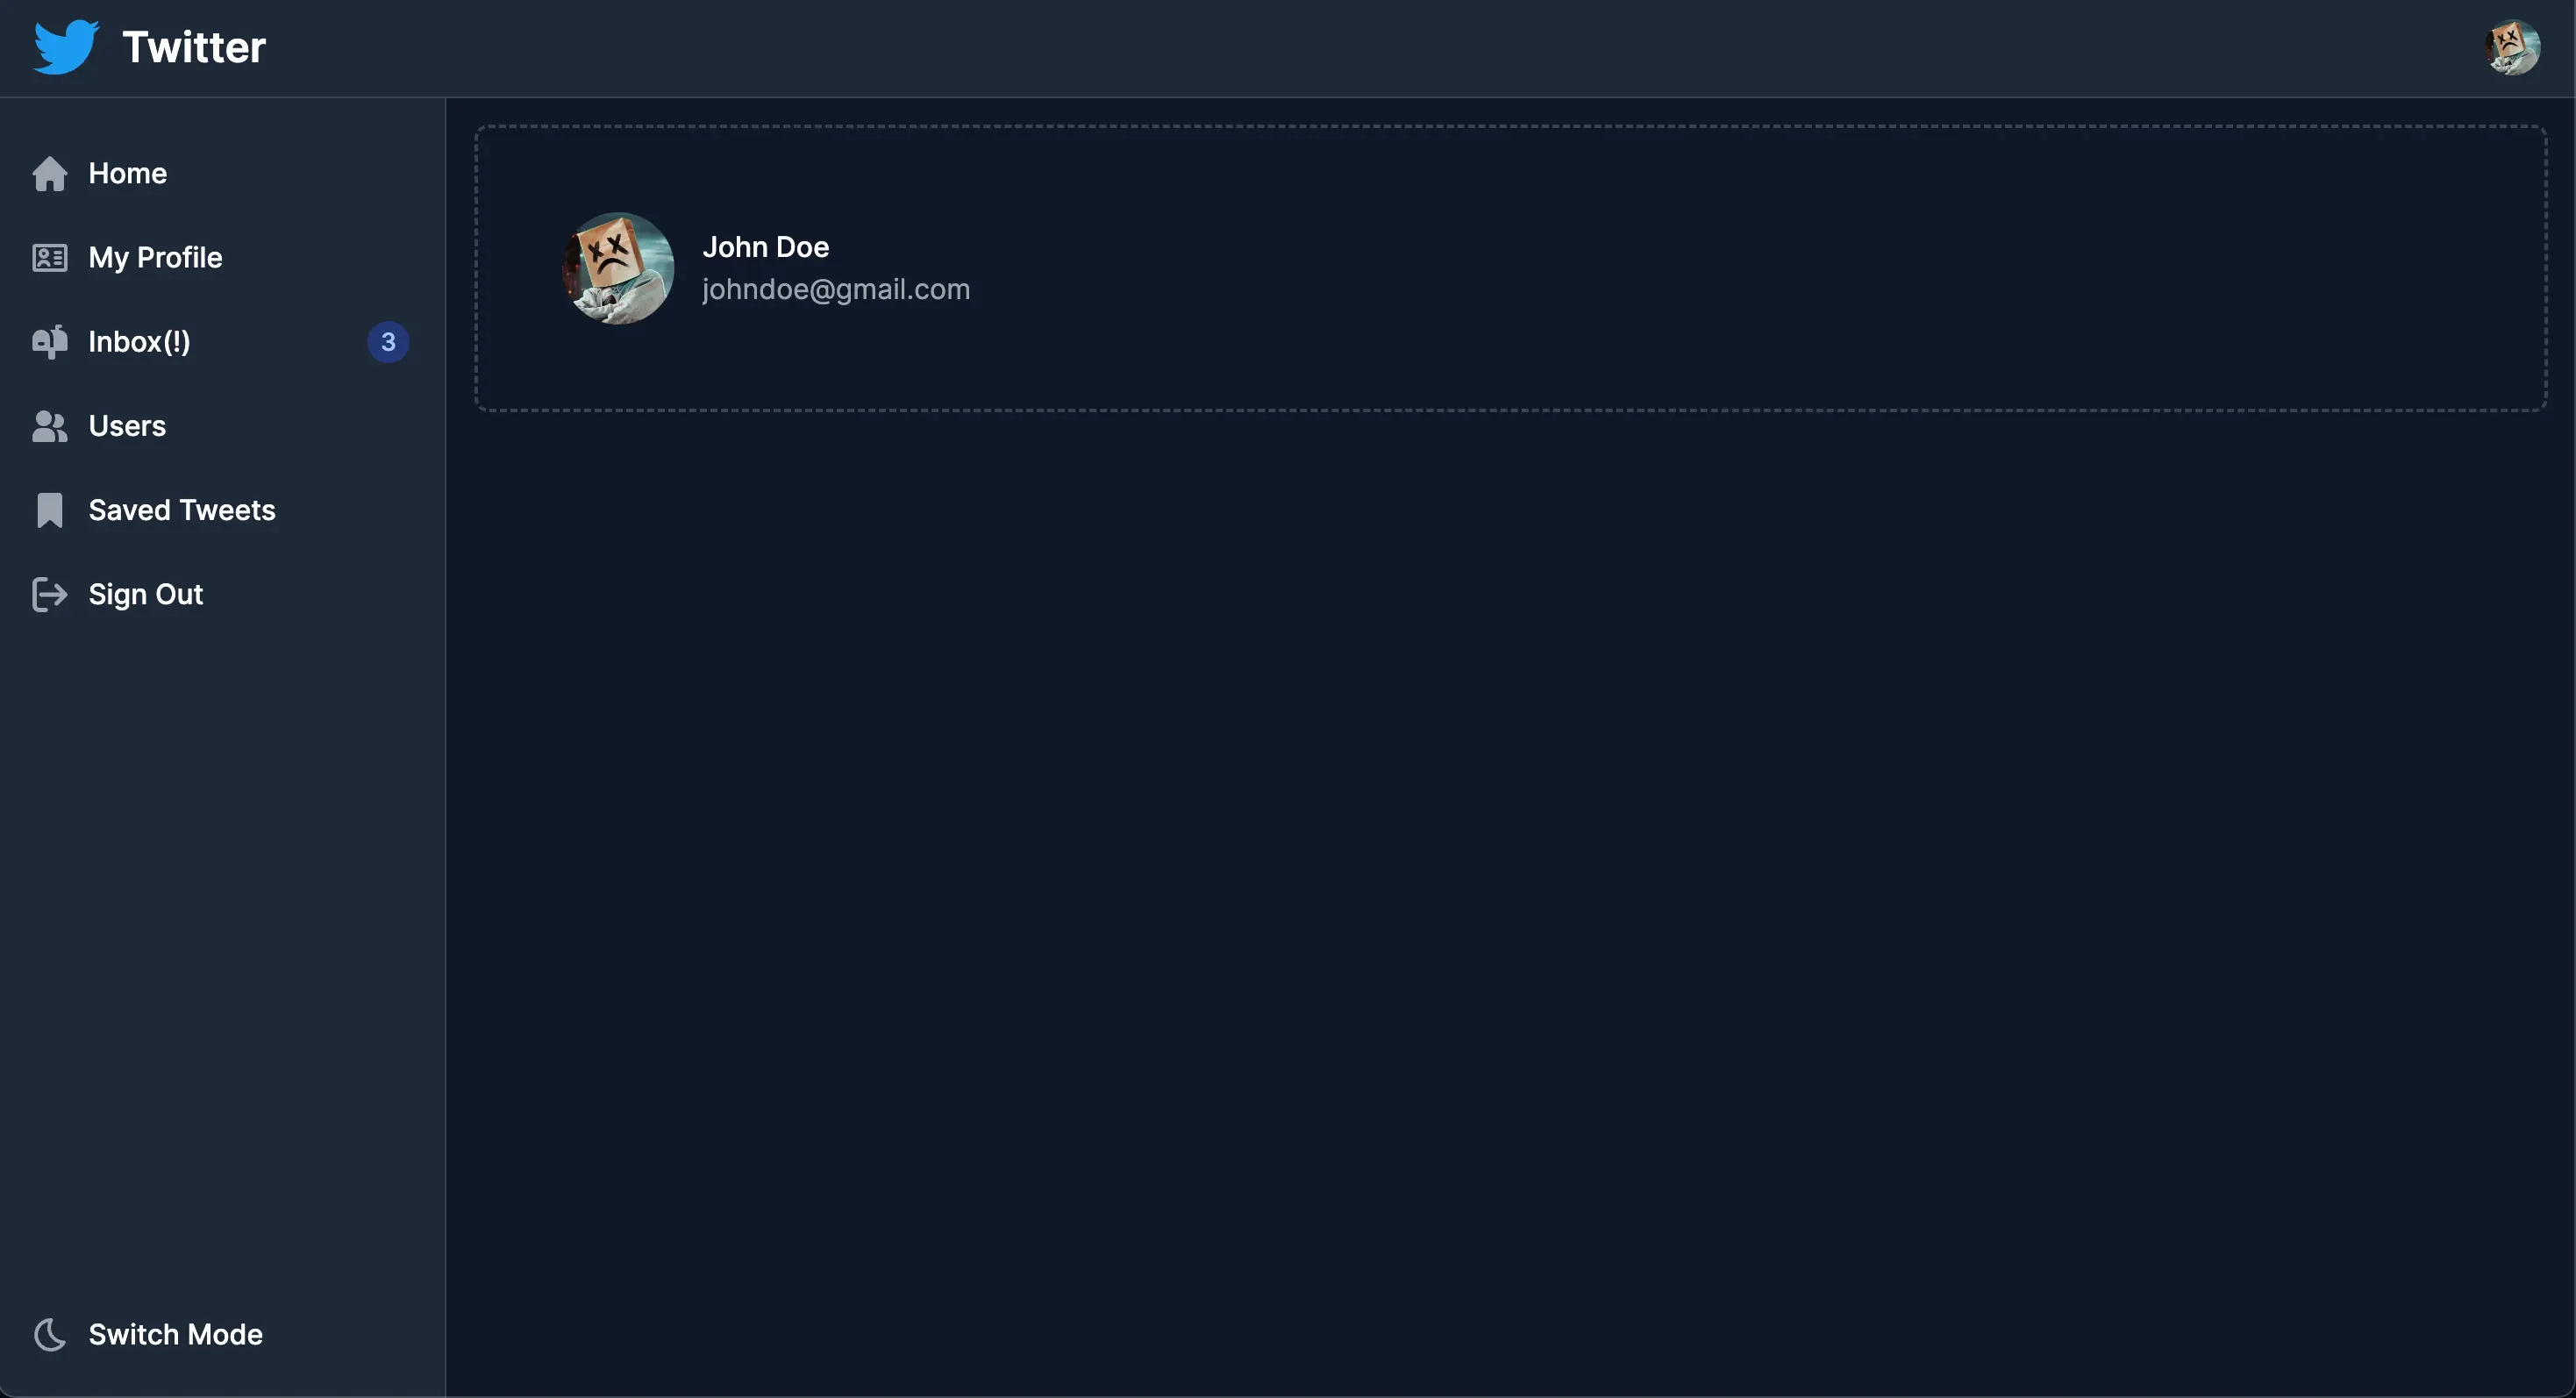 Twitter
Home
My Profile
Inbox(!)
3
Users
Saved Tweets
Sign Out
Switch Mode
John Doe
johndoe@gmail.com